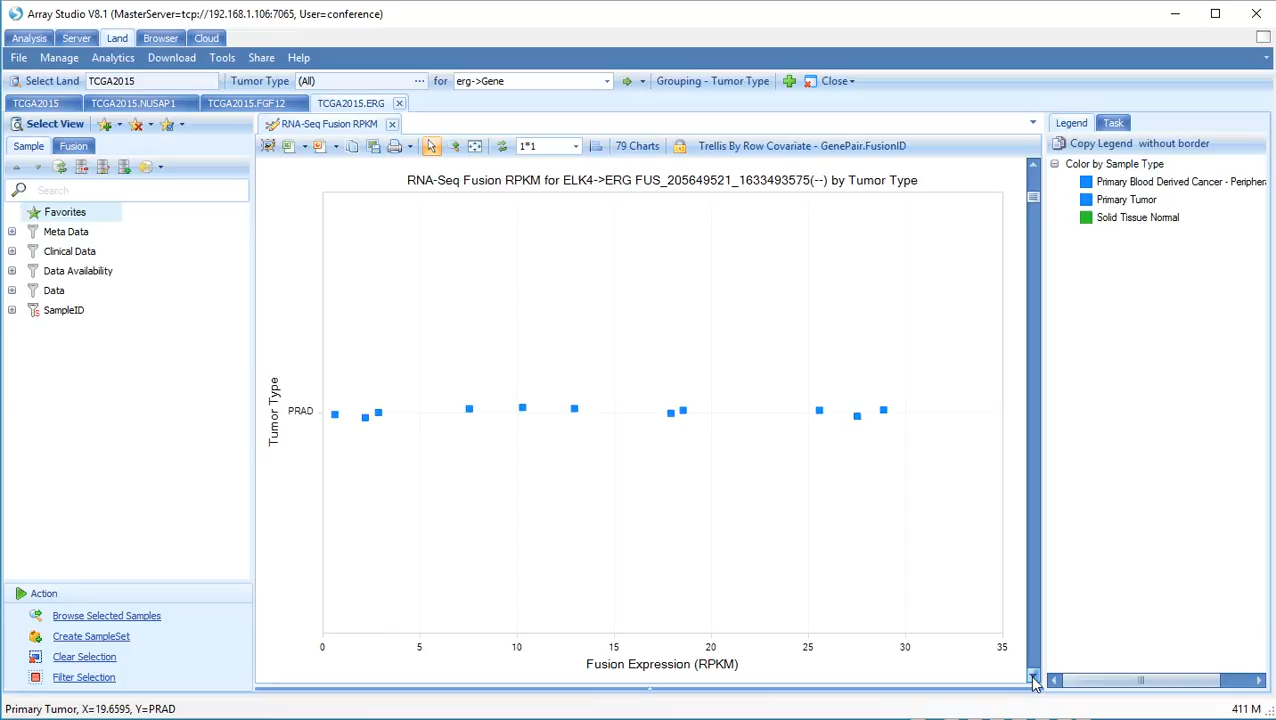 Array Studio V8.1 (MasterServer=tcp://192.168.1.106:7065, User=conference)
Analysis Server Land Browser Cloud
File Manage Analytics Download Tools Share Help
Select Land TCGA2015 Tumor Type (All) ... for erg->Gene Grouping - Tumor Type Close
TCGA2015 TCGA2015.NUSAP1 TCGA2015.FGF12 TCGA2015.ERG
Select View RNA-Seq Fusion RPKM Legend Task
Sample Fusion 1*1 79 Charts Trellis By Row Covariate - GenePair.FusionID Copy Legend without border
Search
Favorites
Meta Data
Clinical Data
Data Availability
Data
SampleID
Action
Browse Selected Samples
Create SampleSet
Clear Selection
Filter Selection
RNA-Seq Fusion RPKM for ELK4->ERG FUS_205649521_1633493575(--) by Tumor Type
Tumor Type
PRAD
0 5 10 15 20 25 30 35
Fusion Expression (RPKM)
Color by Sample Type
Primary Blood Derived Cancer - Peripher
Primary Tumor
Solid Tissue Normal
Primary Tumor, X=19.6595, Y=PRAD 411 M